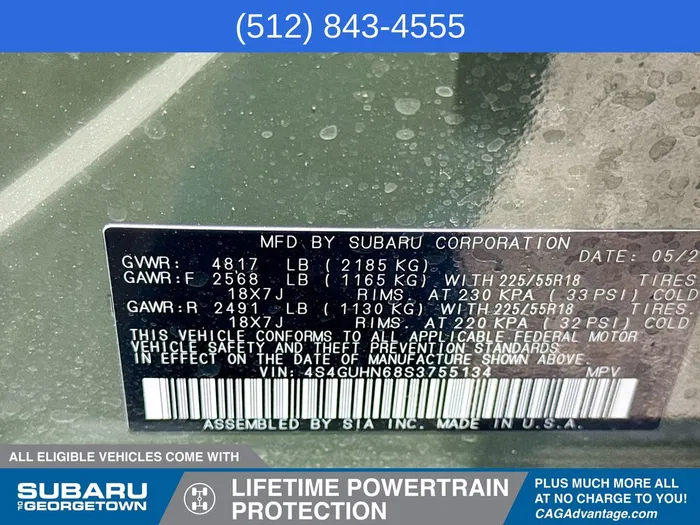 (512) 843-4555
MFD BY SUBARU CORPORATION DATE: 05/2
GVWR: 4817 LB ( 2185 KG)
GAWR:F 2568 LB ( 1165 KG) WITH 225/55R18 TIRES
18X7J RIMS. AT 230 KPA ( 33 PSI) COLD
GAWR:R 2491 LB ( 1130 KG) WITH 225/55R18 TIRES.
18X7J RIMS. AT 220 KPA ( 32 PSI) COLD
THIS VEHICLE CONFORMS TO ALL APPLICABLE FEDERAL MOTOR
VEHICLE SAFETY AND THEFT PREVENTION STANDARDS
IN EFFECT ON THE DATE OF MANUFACTURE SHOWN ABOVE.
VIN: 4S4GUHN68S3755134 MPV
ASSEMBLED BY SIA INC. MADE IN U.S.A.
ALL ELIGIBLE VEHICLES COME WITH
SUBARU
OF GEORGETOWN
LIFETIME POWERTRAIN
PROTECTION
PLUS MUCH MORE ALL
AT NO CHARGE TO YOU!
CAGAdvantage.com